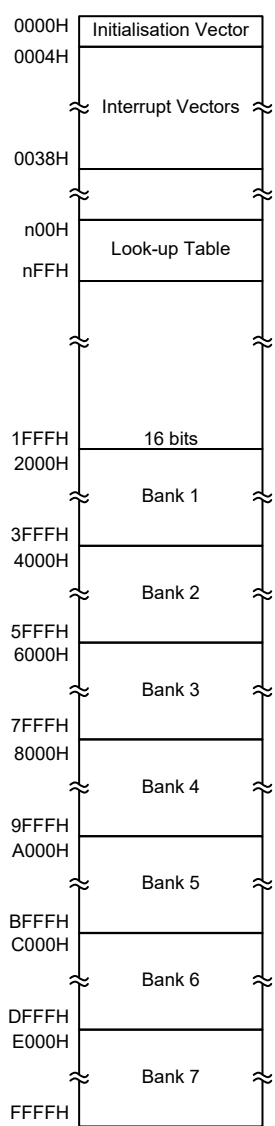 0000H Initialisation Vector
0004H
Interrupt Vectors
0038H
n00H
Look-up Table
nFFH
1FFFH 16 bits
2000H
Bank 1
3FFFH
4000H
Bank 2
5FFFH
6000H
Bank 3
7FFFH
8000H
Bank 4
9FFFH
A000H
Bank 5
BFFFH
C000H
Bank 6
DFFFH
E000H
Bank 7
FFFFH